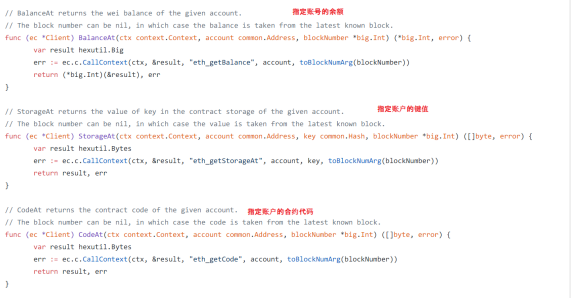 // BalanceAt returns the wei balance of the given account. 指定账号的余额
// The block number can be nil, in which case the balance is taken from the latest known block.
func (ec *Client) BalanceAt(ctx context.Context, account common.Address, blockNumber *big.Int) (*big.Int, error) {
var result hexutil.Big
err := ec.c.CallContext(ctx, &result, "eth_getBalance", account, toBlockNumArg(blockNumber))
return (*big.Int)(&result), err
}
// StorageAt returns the value of key in the contract storage of the given account. 指定账户的键值
// The block number can be nil, in which case the value is taken from the latest known block.
func (ec *Client) StorageAt(ctx context.Context, account common.Address, key common.Hash, blockNumber *big.Int) ([]byte, error) {
var result hexutil.Bytes
err := ec.c.CallContext(ctx, &result, "eth_getStorageAt", account, key, toBlockNumArg(blockNumber))
return result, err
}
// CodeAt returns the contract code of the given account. 指定账户的合约代码
// The block number can be nil, in which case the code is taken from the latest known block.
func (ec *Client) CodeAt(ctx context.Context, account common.Address, blockNumber *big.Int) ([]byte, error) {
var result hexutil.Bytes
err := ec.c.CallContext(ctx, &result, "eth_getCode", account, toBlockNumArg(blockNumber))
return result, err
}